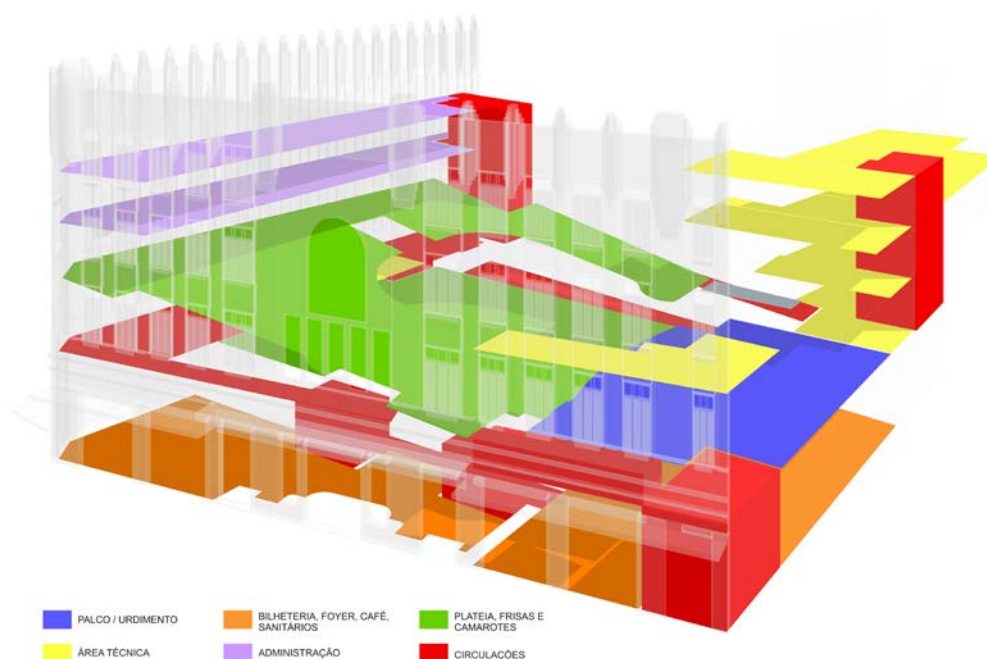 PALCO / URDIMENTO
BILHETERIA, FOYER, CAFÉ,
SANITÁRIOS
PLATEIA, FRISAS E
CAMAROTES
ÁREA TÉCNICA
ADMINISTRAÇÃO
CIRCULAÇÕES